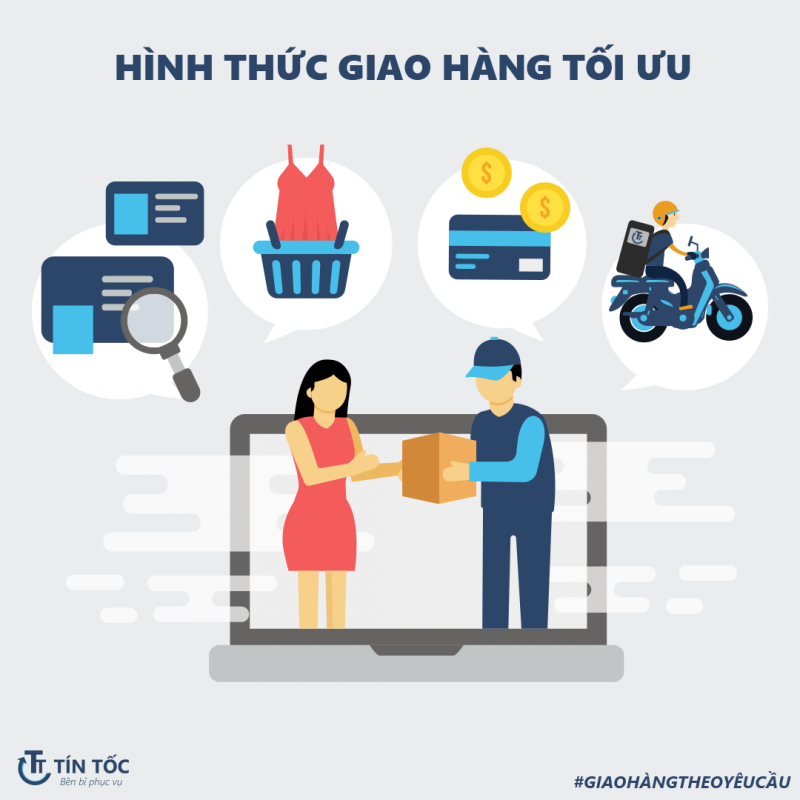 HÌNH THỨC GIAO HÀNG TỐI ƯU
$
$
TÍN TỐC
Bền bỉ phục vụ
#GIAOHÀNGTHEOYÊUCẦU